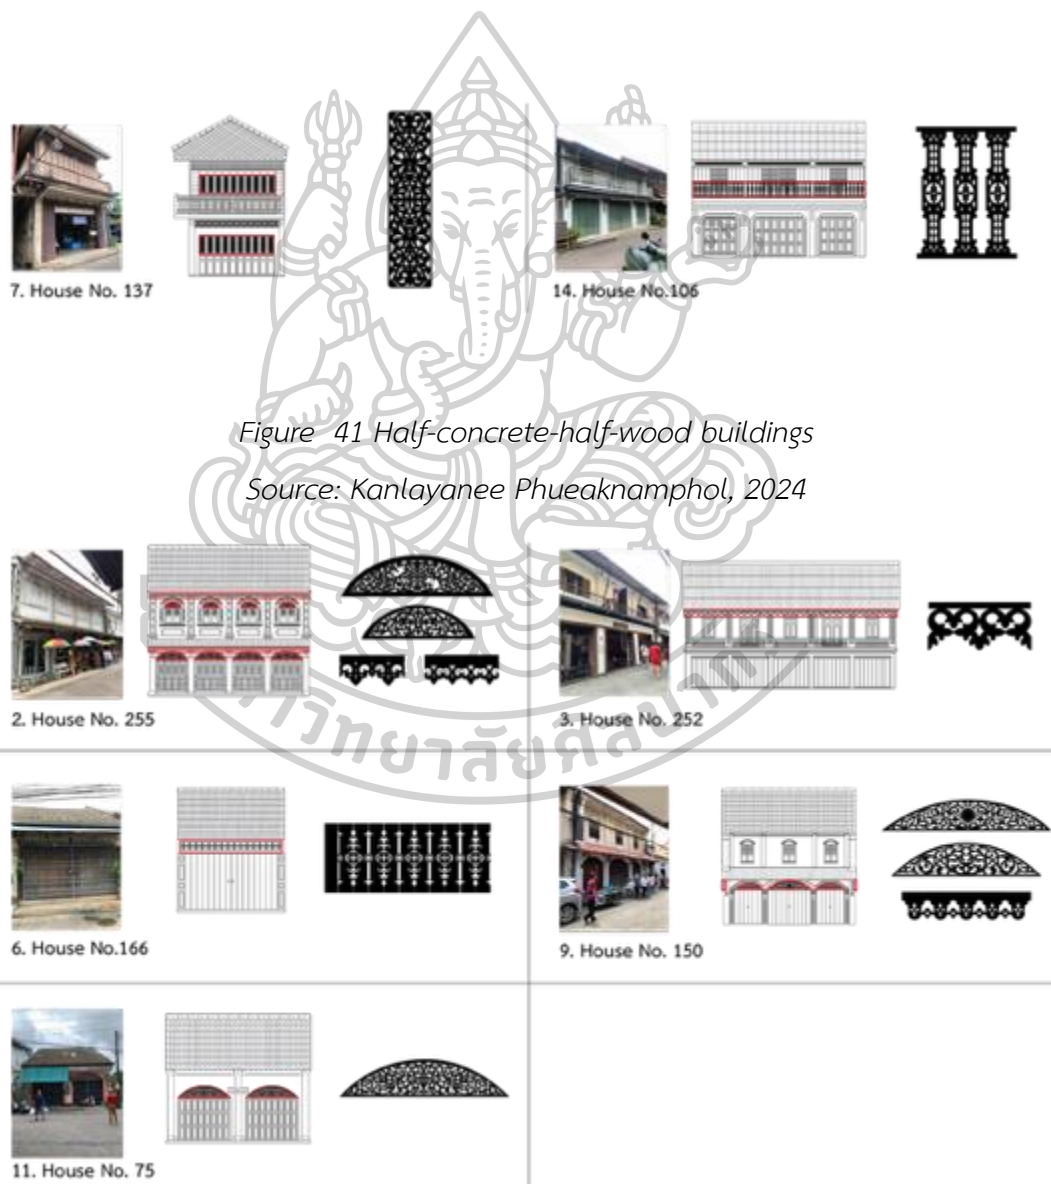 7. House No. 137
14. House No.106
Figure 41 Half-concrete-half-wood buildings
Source: Kanlayanee Phueaknamphol, 2024
2. House No. 255
3. House No. 252
6. House No.166
9. House No. 150
11. House No. 75